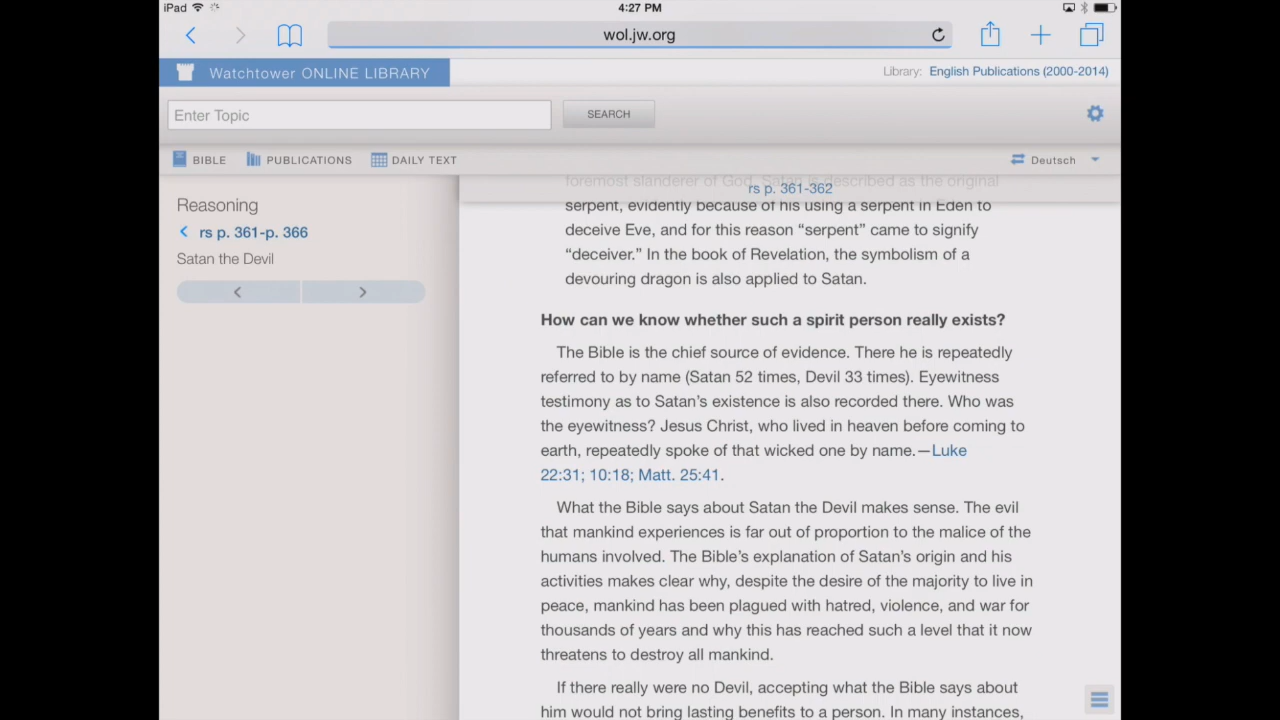 iPad
4:27 PM
wol.jw.org
Watchtower ONLINE LIBRARY
Library: English Publications (2000-2014)
Enter Topic
SEARCH
BIBLE
PUBLICATIONS
DAILY TEXT
Deutsch
Reasoning
rs p. 361-p. 366
Satan the Devil
rs p. 361-362
foremost slanderer of God, Satan is described as the original
serpent, evidently because of his using a serpent in Eden to
deceive Eve, and for this reason “serpent” came to signify
“deceiver.” In the book of Revelation, the symbolism of a
devouring dragon is also applied to Satan.
How can we know whether such a spirit person really exists?
The Bible is the chief source of evidence. There he is repeatedly
referred to by name (Satan 52 times, Devil 33 times). Eyewitness
testimony as to Satan’s existence is also recorded there. Who was
the eyewitness? Jesus Christ, who lived in heaven before coming to
earth, repeatedly spoke of that wicked one by name.—Luke
22:31; 10:18; Matt. 25:41.
What the Bible says about Satan the Devil makes sense. The evil
that mankind experiences is far out of proportion to the malice of the
humans involved. The Bible’s explanation of Satan’s origin and his
activities makes clear why, despite the desire of the majority to live in
peace, mankind has been plagued with hatred, violence, and war for
thousands of years and why this has reached such a level that it now
threatens to destroy all mankind.
If there really were no Devil, accepting what the Bible says about
him would not bring lasting benefits to a person. In many instances,